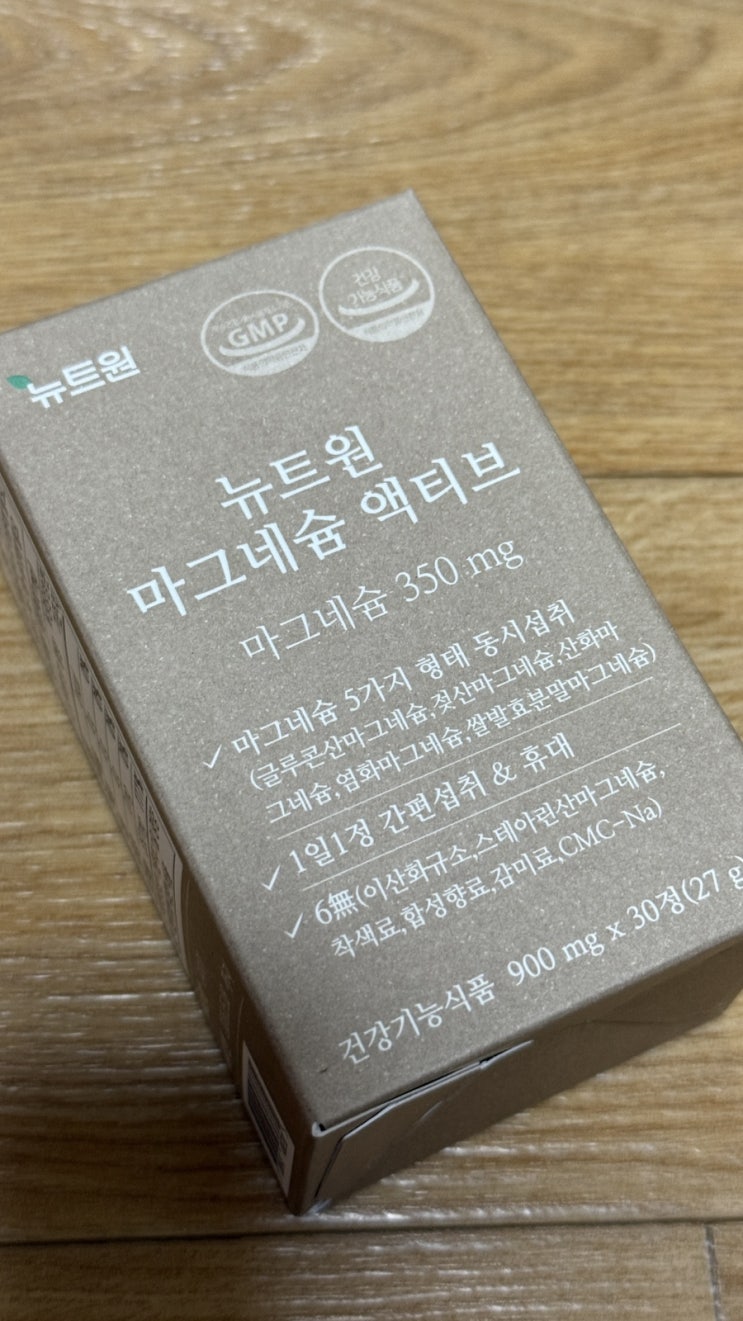 건강
기능식품
GMP
뉴트원
뉴트원
마그네슘 액티브
마그네슘 350 mg
✓ 마그네슘 5가지 형태 동시섭취
(글루콘산마그네슘,젖산마그네슘,산화마
그네슘,염화마그네슘,쌀발효분말마그네슘)
✓ 1일1정 간편섭취 & 휴대
✓ 6無(이산화규소,스테아린산마그네슘,
착색료,합성향료,감미료,CMC-Na)
건강기능식품 900 mg x 30정(27 g)